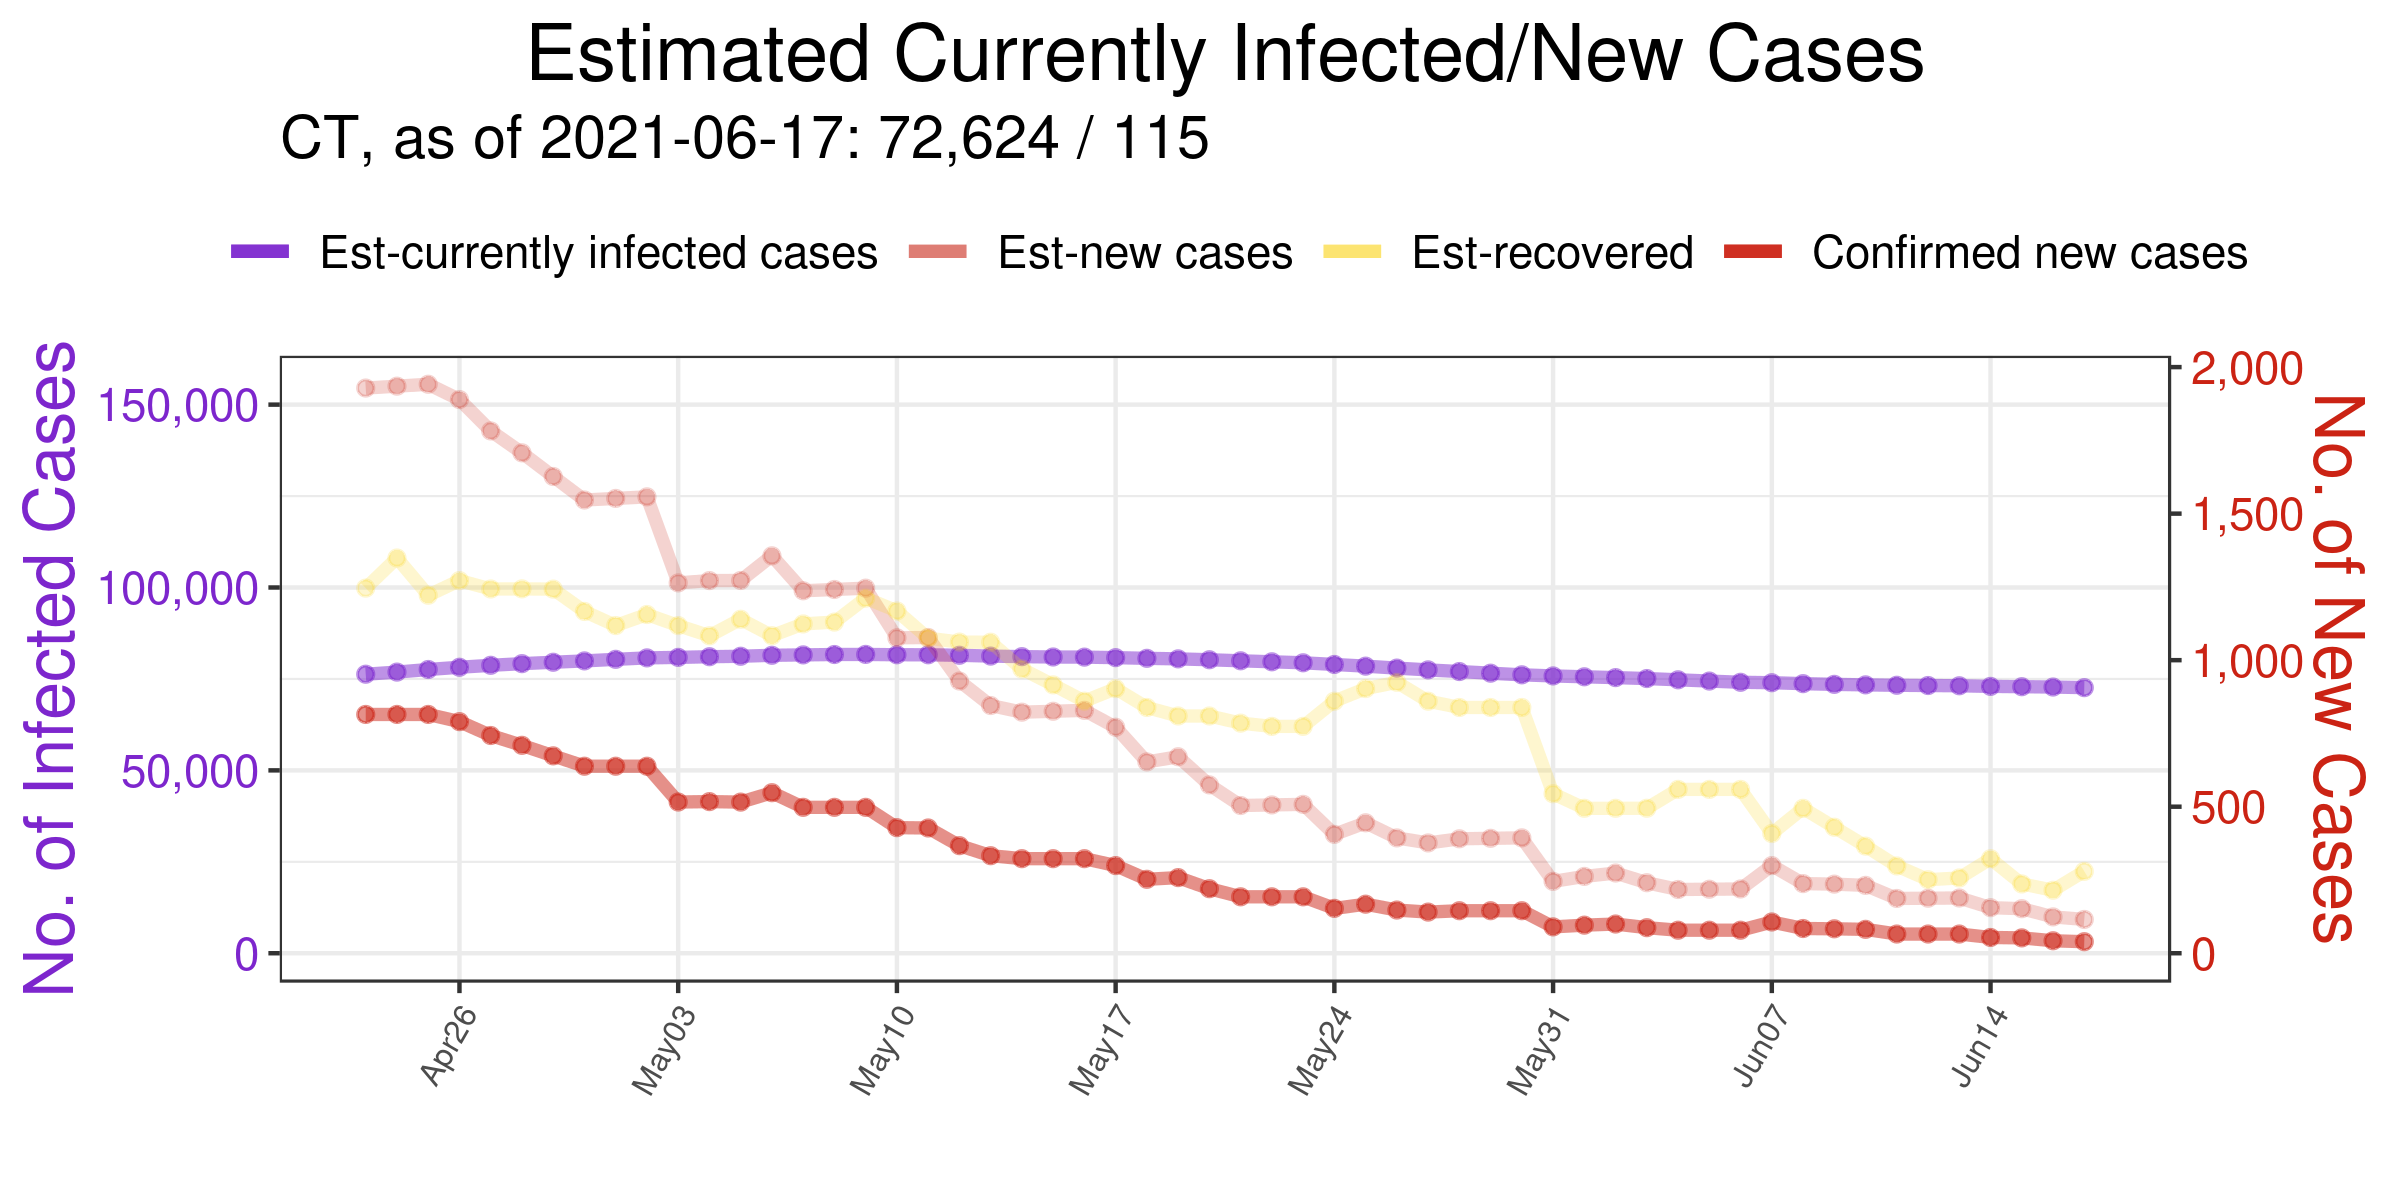 Estimated Currently Infected/New Cases
CT, as of 2021-06-17: 72,624 / 115
Est-currently infected cases Est-new cases Est-recovered Confirmed new cases
No. of Infected Cases
150,000
100,000
50,000
0
2,000
1,500
1,000
500
0
No. of New Cases
Apr26 May03 May10 May17 May24 May31 Jun07 Jun14